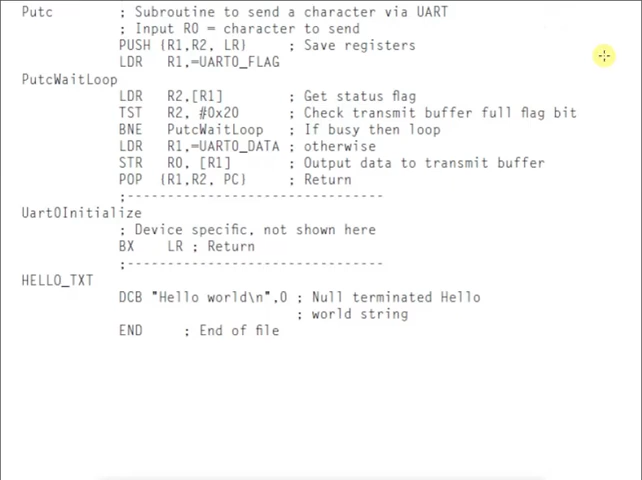 Putc ; Subroutine to send a character via UART
; Input R0 = character to send
PUSH (R1,R2, LR) ; Save registers
LDR R1,=UART0_FLAG
PutcWaitLoop
LDR R2,[R1] ; Get status flag
TST R2, #0x20 ; Check transmit buffer full flag bit
BNE PutcWaitLoop ; If busy then loop
LDR R1,=UART0_DATA ; otherwise
STR R0, [R1] ; Output data to transmit buffer
POP (R1,R2, PC) ; Return
;--------------------------------
Uart0Initialize
; Device specific, not shown here
BX LR ; Return
;--------------------------------
HELLO_TXT
DCB "Hello world\n",0 ; Null terminated Hello
; world string
END ; End of file